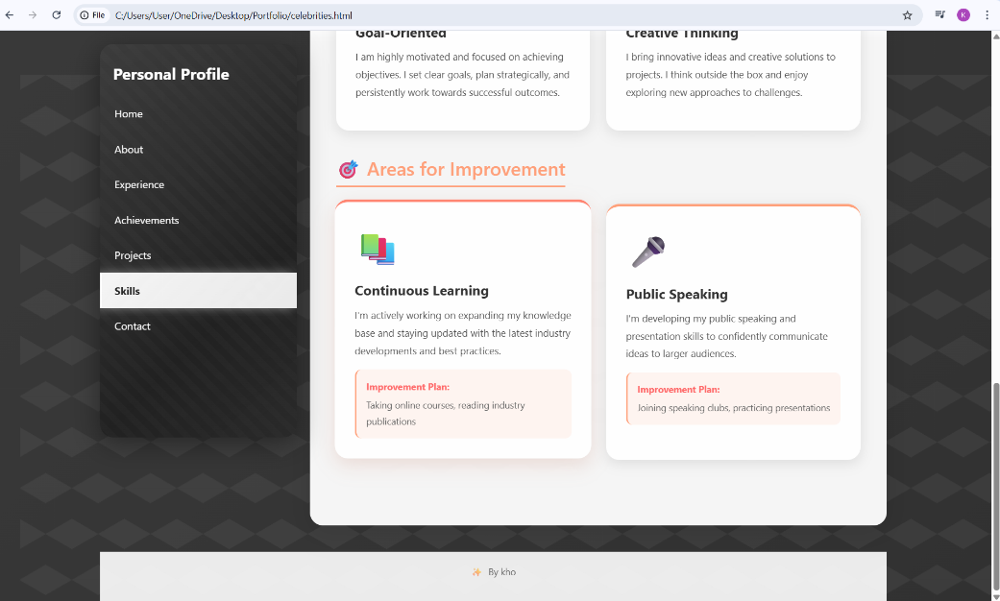 File C:/Users/User/OneDrive/Desktop/Portfolio/celebrities.html
K
Personal Profile
Home
About
Experience
Achievements
Projects
Skills
Contact
Goal-Oriented
I am highly motivated and focused on achieving
objectives. I set clear goals, plan strategically, and
persistently work towards successful outcomes.
Creative Thinking
I bring innovative ideas and creative solutions to
projects. I think outside the box and enjoy
exploring new approaches to challenges.
Areas for Improvement
Continuous Learning
I'm actively working on expanding my knowledge
base and staying updated with the latest industry
developments and best practices.
Improvement Plan:
Taking online courses, reading industry
publications
Public Speaking
I'm developing my public speaking and
presentation skills to confidently communicate
ideas to larger audiences.
Improvement Plan:
Joining speaking clubs, practicing presentations
By kho